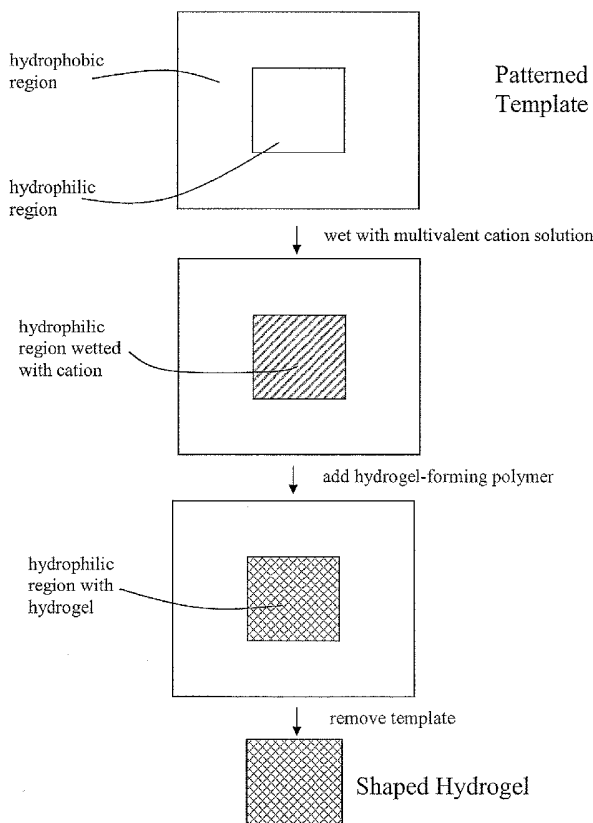 hydrophobic
region
Patterned
Template
hydrophilic
region
wet with multivalent cation solution
hydrophilic
region wetted
with cation
add hydrogel-forming polymer
hydrophilic
region with
hydrogel
remove template
Shaped Hydrogel